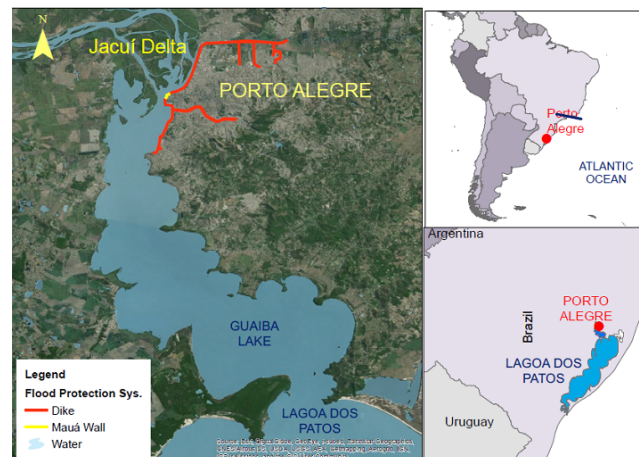 N
Jacuí Delta
PORTO ALEGRE
GUAIBA
LAKE
LAGOA DOS
PATOS
Legend
Flood Protection Sys.
Dike
Mauá Wall
Water
Porto
Alegre
ATLANTIC
OCEAN
Argentina
PORTO
ALEGRE
Brazil
LAGOA DOS
PATOS
Uruguay